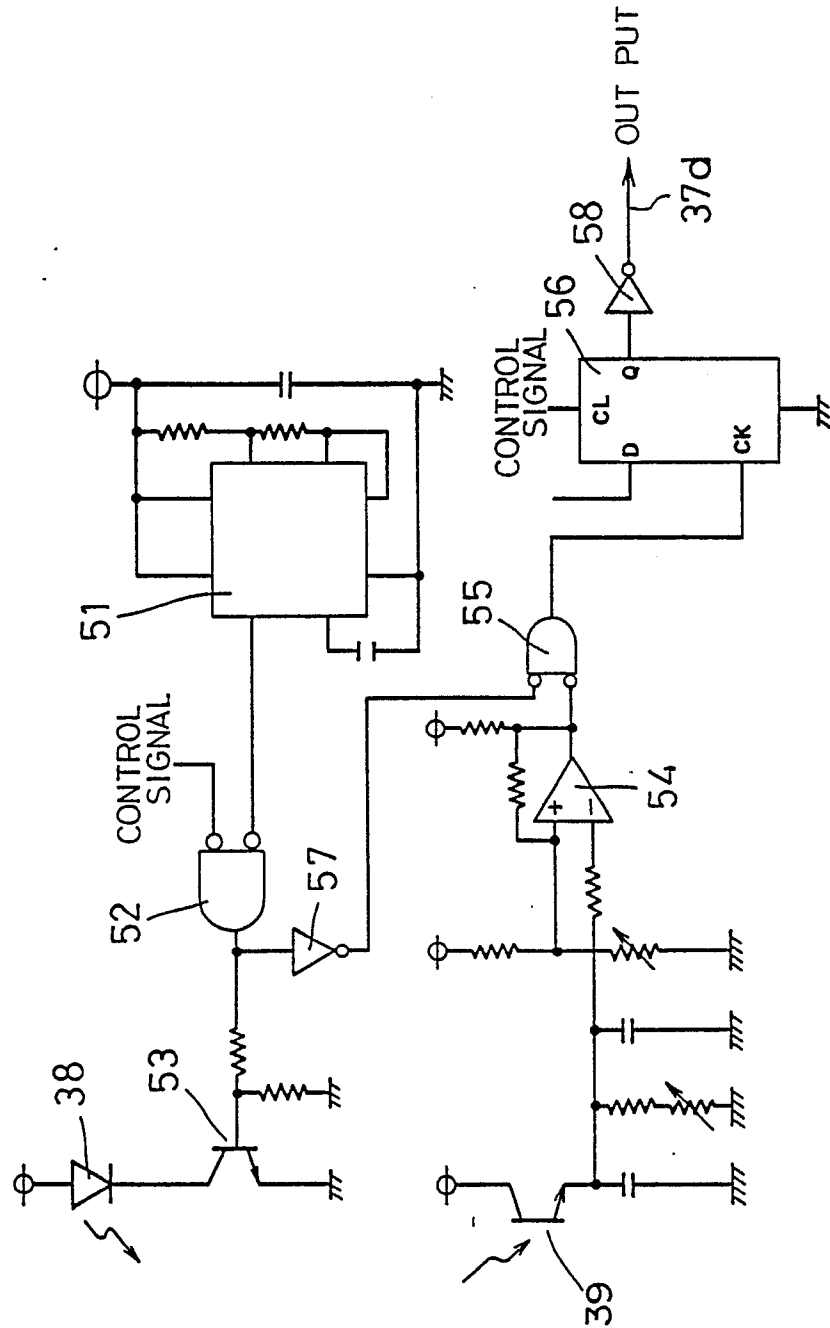 38
53
52
CONTROL
SIGNAL
51
57
39
+
−
54
55
CONTROL
SIGNAL
CL
D
Q
CK
56
58
37d
OUT PUT